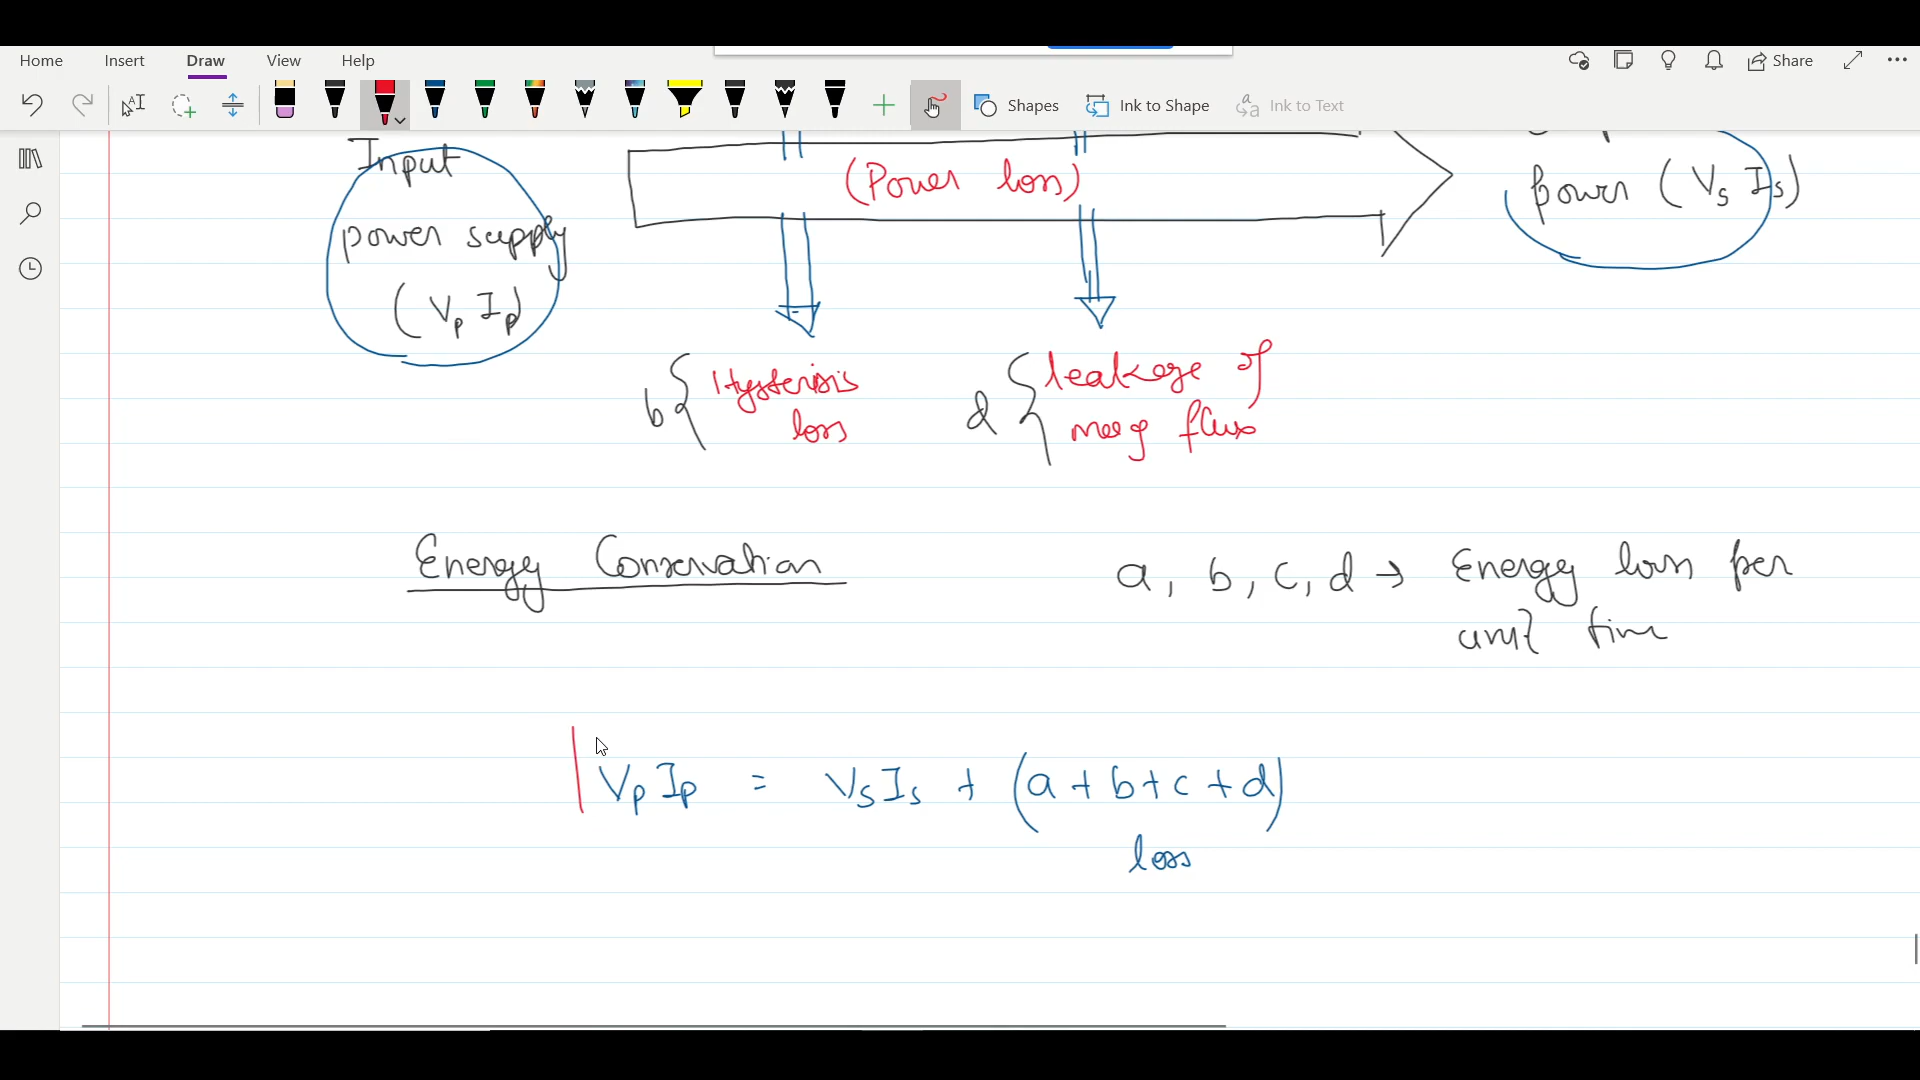 Home Insert Draw View Help
Share
Shapes Ink to Shape Ink to Text
Input
power supply
(Vp Ip)
(Power loss)
power (Vs Is)
b { Hysterisis
loss
d { leakage of
mag flux
Energy Conservation
a, b, c, d → Energy loss per
unit time
Vp Ip = Vs Is + (a + b + c + d)
loss